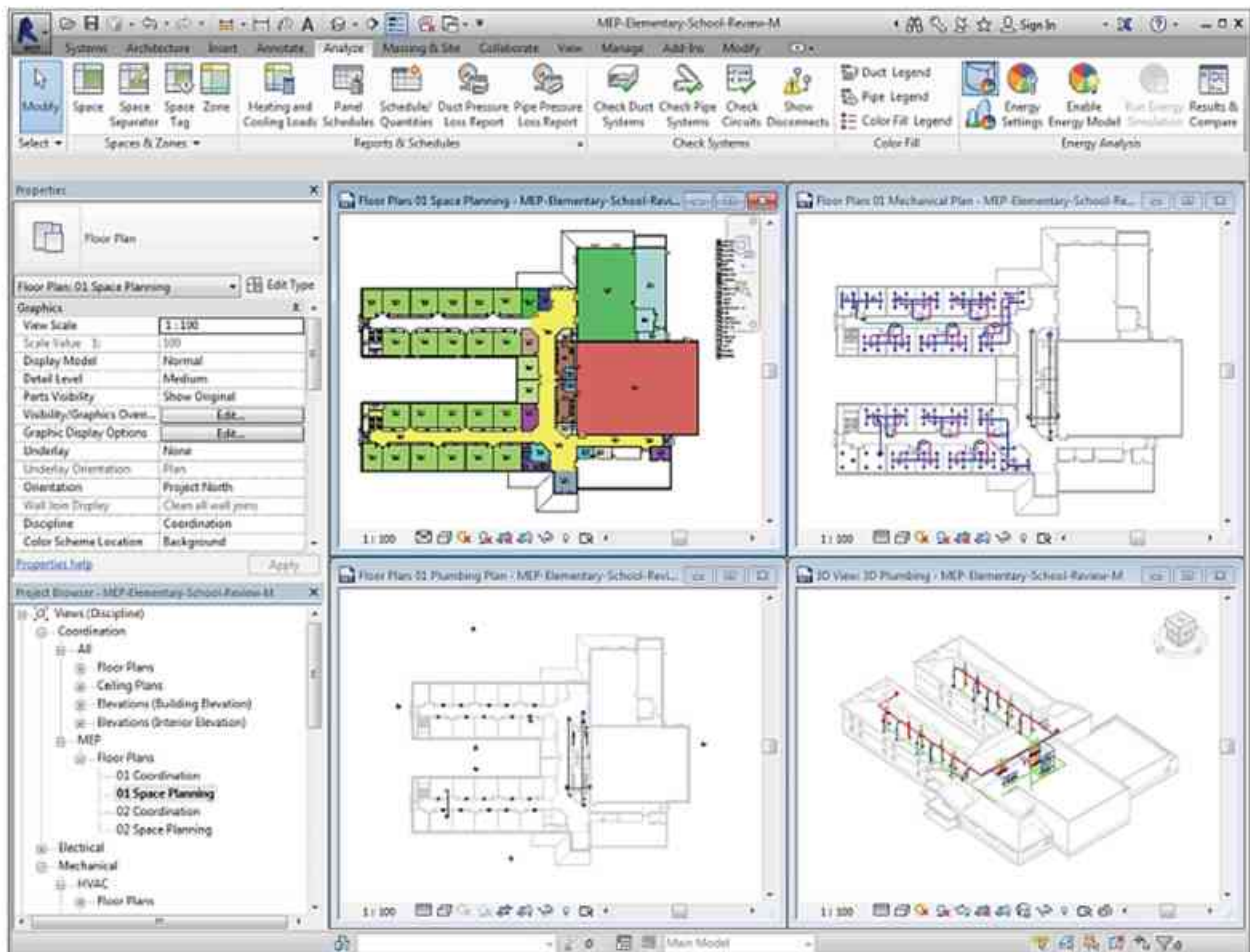 MEP-Elementary-School-Review-M
Sign In
Systems Architecture Insert Annotate Analyze Massing & Site Collaborate View Manage Add-Ins Modify
Modify
Space
Space Separator
Space Tag
Zone
Heating and Cooling Loads
Panel Schedules
Schedule/ Quantities
Duct Pressure Loss Report
Pipe Pressure Loss Report
Check Duct Systems
Check Pipe Systems
Check Circuits
Show Disconnects
Duct Legend
Pipe Legend
Color Fill Legend
Energy Settings
Enable Energy Model
Run Energy Simulation
Results & Compare
Select
Spaces & Zones
Reports & Schedules
Check Systems
Color Fill
Energy Analysis
Properties
Floor Plan
Floor Plan: 01 Space Planning
Edit Type
Graphics
View Scale 1 : 100
Scale Value 1: 100
Display Model Normal
Detail Level Medium
Parts Visibility Show Original
Visibility/Graphics Overr... Edit...
Graphic Display Options Edit...
Underlay None
Underlay Orientation Plan
Orientation Project North
Wall Join Display Clean all wall joins
Discipline Coordination
Color Scheme Location Background
Properties help
Apply
Project Browser - MEP-Elementary-School-Review-M
Views (Discipline)
Coordination
All
Floor Plans
Ceiling Plans
Elevations (Building Elevation)
Elevations (Interior Elevation)
MEP
Floor Plans
01 Coordination
01 Space Planning
02 Coordination
02 Space Planning
Electrical
Mechanical
HVAC
Floor Plans
Floor Plan: 01 Space Planning - MEP-Elementary-School-Revi...
1 : 100
Floor Plan: 01 Mechanical Plan - MEP-Elementary-School-Re...
1 : 100
Floor Plan: 01 Plumbing Plan - MEP-Elementary-School-Revi...
1 : 100
3D View: 3D Plumbing - MEP-Elementary-School-Review-M
1 : 100
Main Model